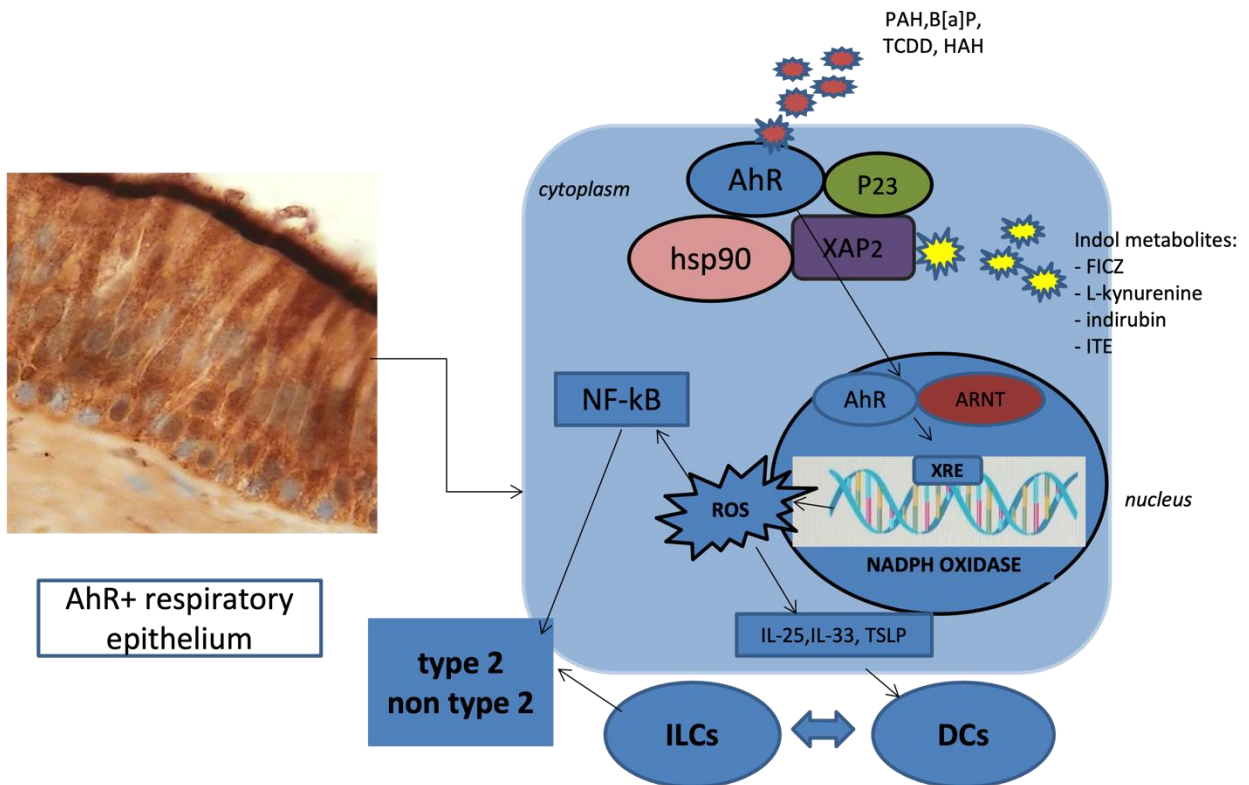 PAH,B[a]P,
TCDD, HAH
cytoplasm
AhR
P23
hsp90
XAP2
Indol metabolites:
- FICZ
- L-kynurenine
- indirubin
- ITE
NF-kB
AhR
ARNT
XRE
ROS
nucleus
NADPH OXIDASE
AhR+ respiratory
epithelium
IL-25,IL-33, TSLP
type 2
non type 2
ILCs
DCs